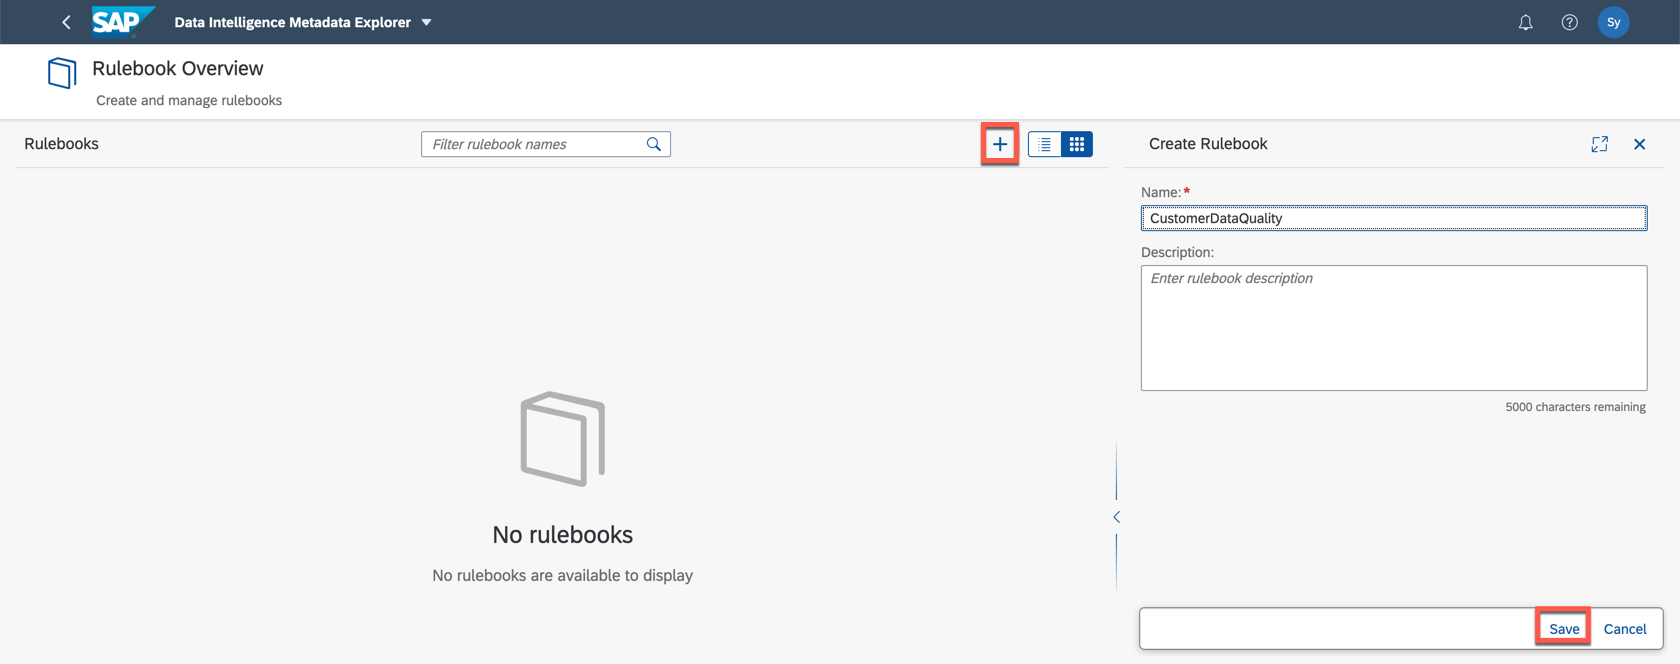 SAP Data Intelligence Metadata Explorer Sy
Rulebook Overview
Create and manage rulebooks
Rulebooks
Filter rulebook names
Create Rulebook
Name:*
CustomerDataQuality
Description:
Enter rulebook description
5000 characters remaining
No rulebooks
No rulebooks are available to display
Save Cancel